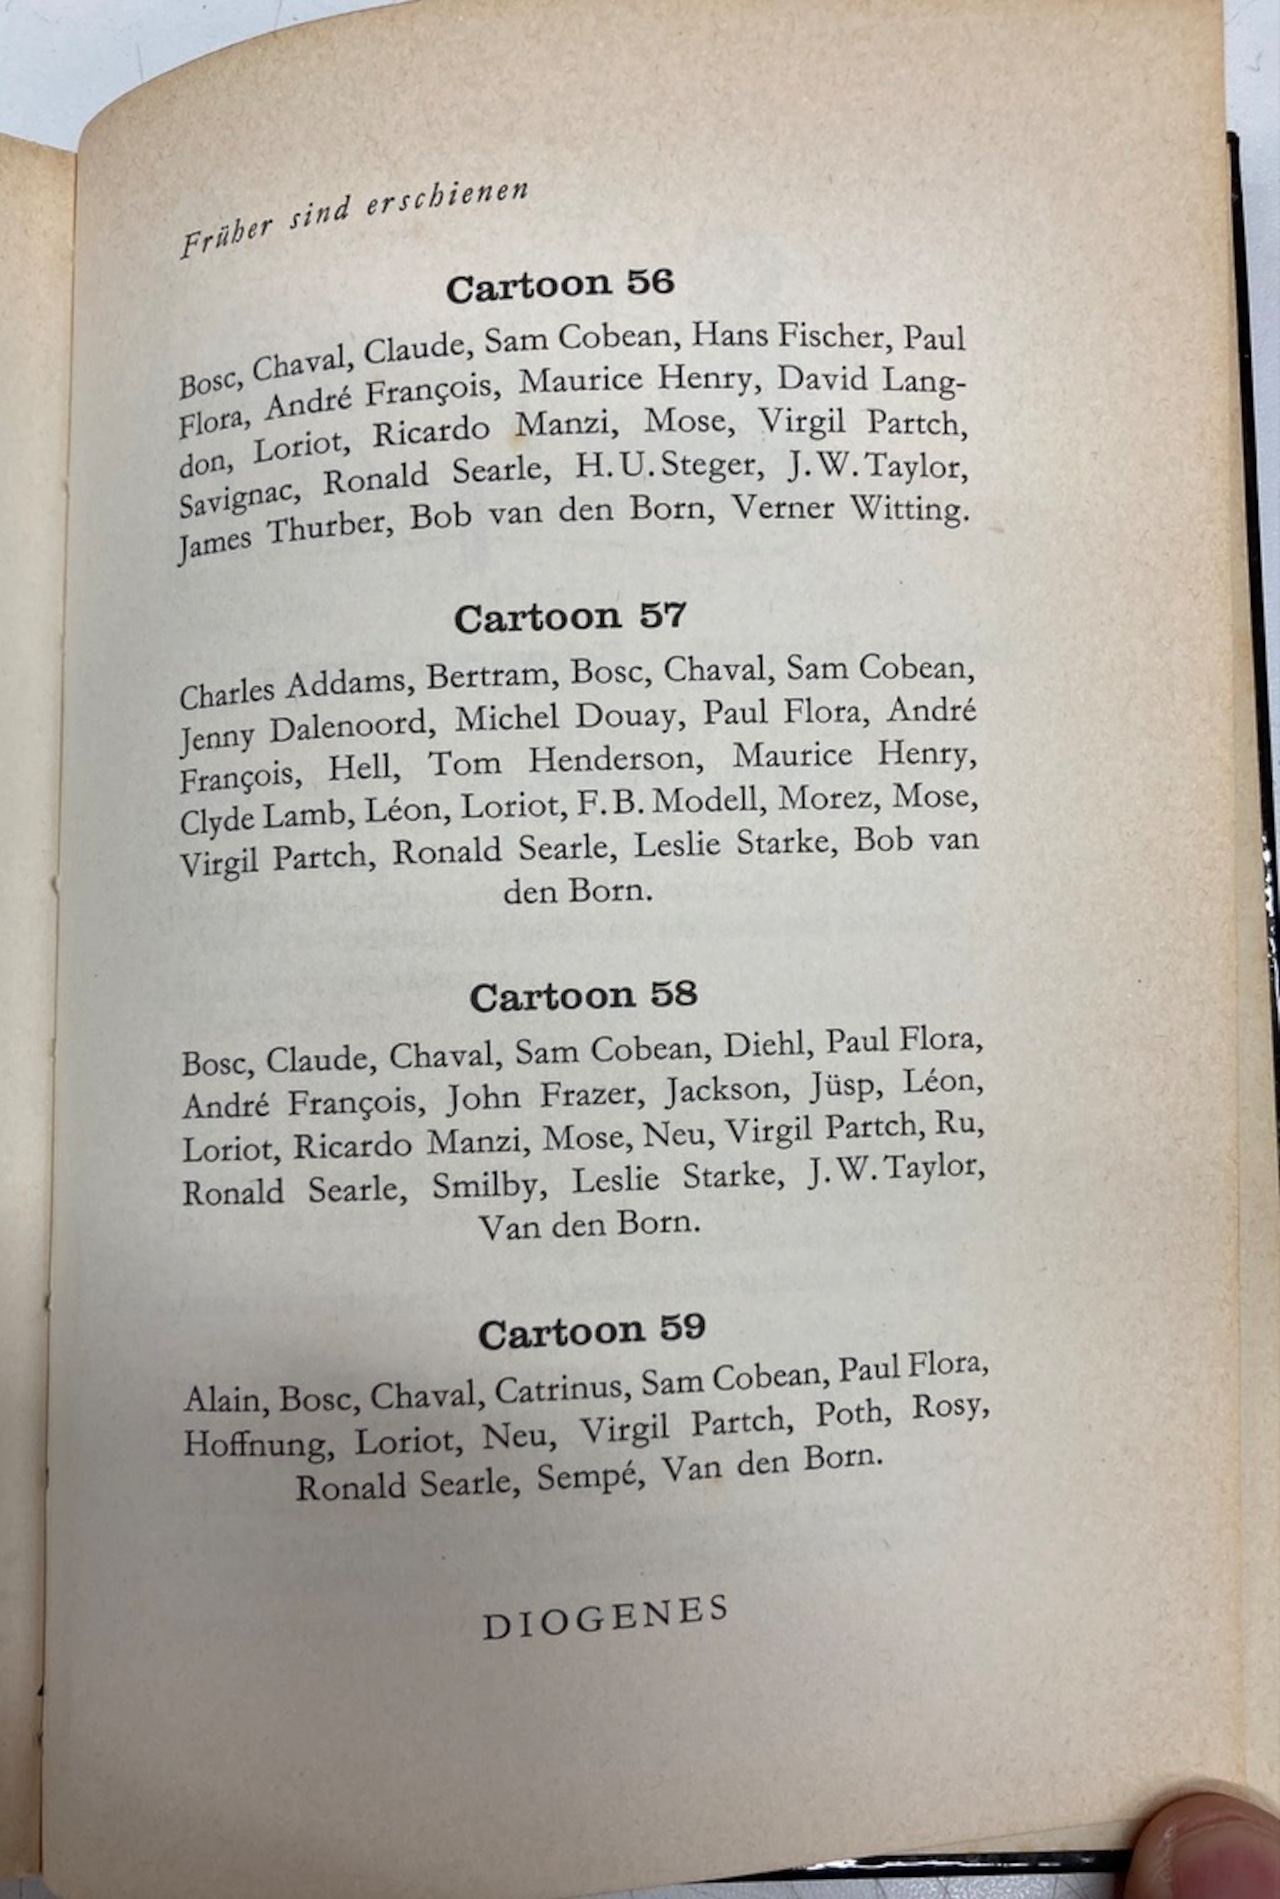 Früher sind erschienen
Cartoon 56
Bosc, Chaval, Claude, Sam Cobean, Hans Fischer, Paul
Flora, André François, Maurice Henry, David Lang-
don, Loriot, Ricardo Manzi, Mose, Virgil Partch,
Savignac, Ronald Searle, H. U. Steger, J. W. Taylor,
James Thurber, Bob van den Born, Verner Witting.
Cartoon 57
Charles Addams, Bertram, Bosc, Chaval, Sam Cobean,
Jenny Dalenoord, Michel Douay, Paul Flora, André
François, Hell, Tom Henderson, Maurice Henry,
Clyde Lamb, Léon, Loriot, F. B. Modell, Morez, Mose,
Virgil Partch, Ronald Searle, Leslie Starke, Bob van
den Born.
Cartoon 58
Bosc, Claude, Chaval, Sam Cobean, Diehl, Paul Flora,
André François, John Frazer, Jackson, Jüsp, Léon,
Loriot, Ricardo Manzi, Mose, Neu, Virgil Partch, Ru,
Ronald Searle, Smilby, Leslie Starke, J. W. Taylor,
Van den Born.
Cartoon 59
Alain, Bosc, Chaval, Catrinus, Sam Cobean, Paul Flora,
Hoffnung, Loriot, Neu, Virgil Partch, Poth, Rosy,
Ronald Searle, Sempé, Van den Born.
DIOGENES